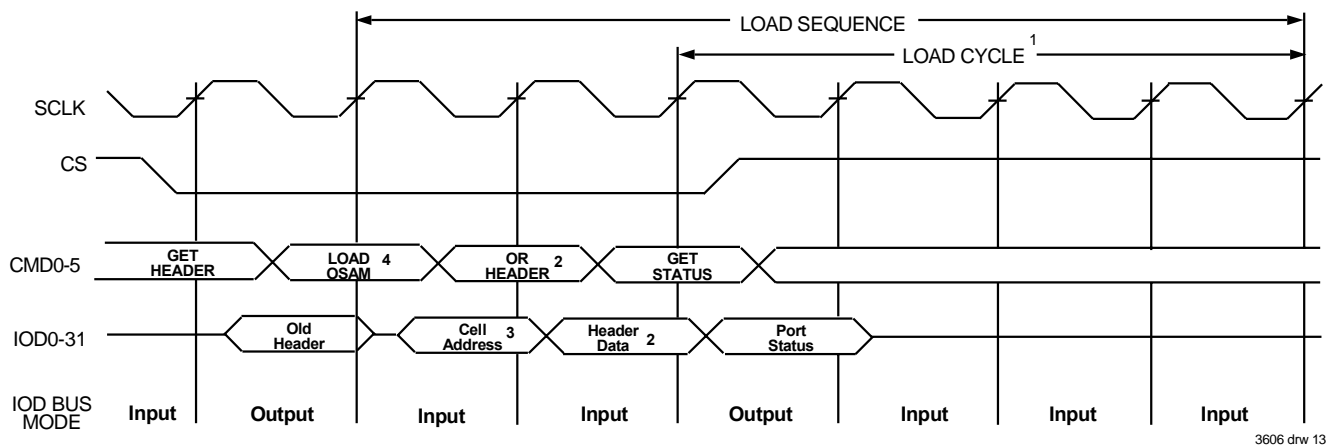 LOAD SEQUENCE
LOAD CYCLE 1
SCLK
CS
CMD0-5
GET
HEADER
LOAD 4
OSAM
OR
HEADER 2
GET
STATUS
IOD0-31
Old
Header
Cell
Address 3
Header
Data 2
Port
Status
IOD BUS
MODE
Input Output Input Input Output Input Input Input
3606 drw 13